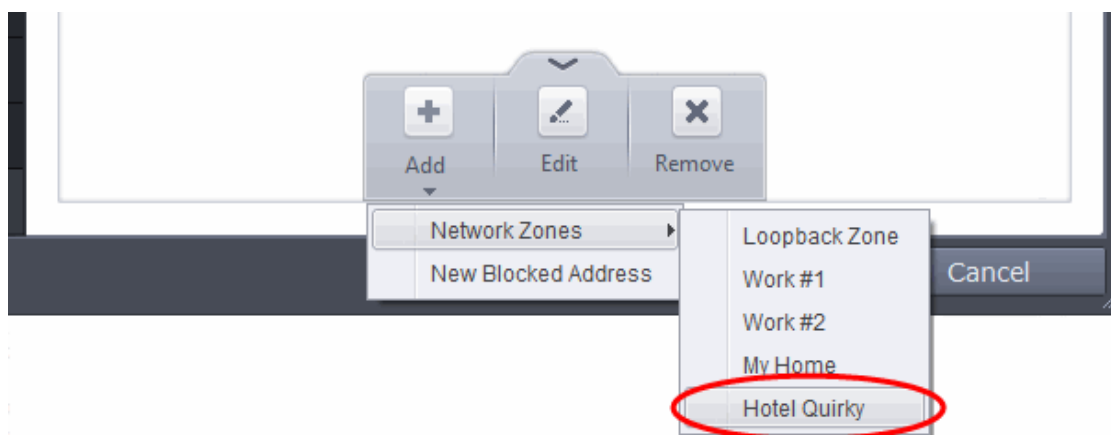 Add
Edit
Remove
Network Zones
New Blocked Address
Loopback Zone
Work #1
Work #2
My Home
Hotel Quirky
Cancel